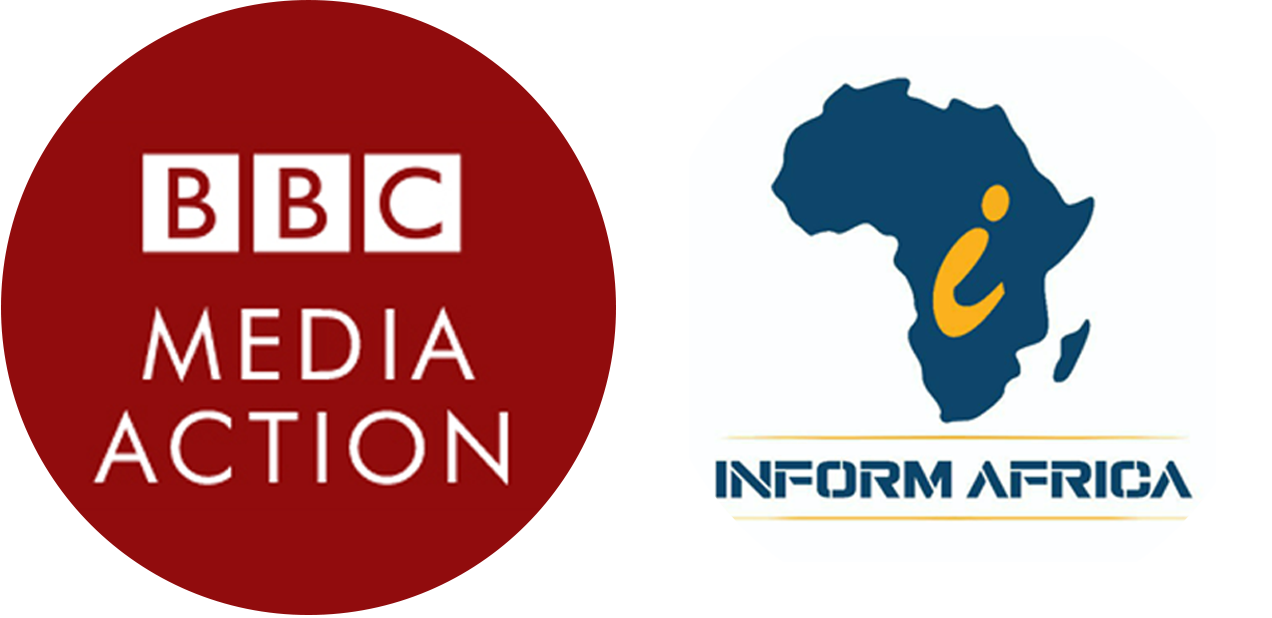 BBC
MEDIA
ACTION
i
INFORM AFRICA